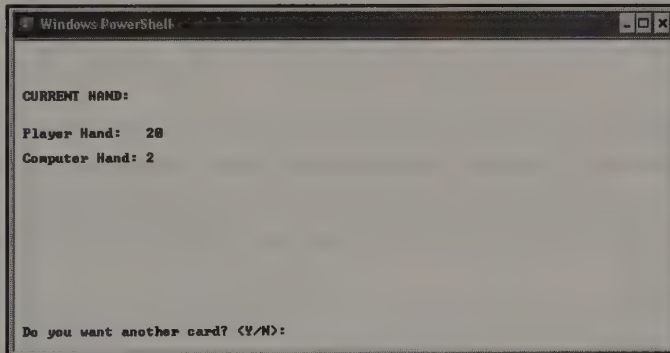 Windows PowerShell
CURRENT HAND:
Player Hand: 20
Computer Hand: 2
Do you want another card? (Y/N):